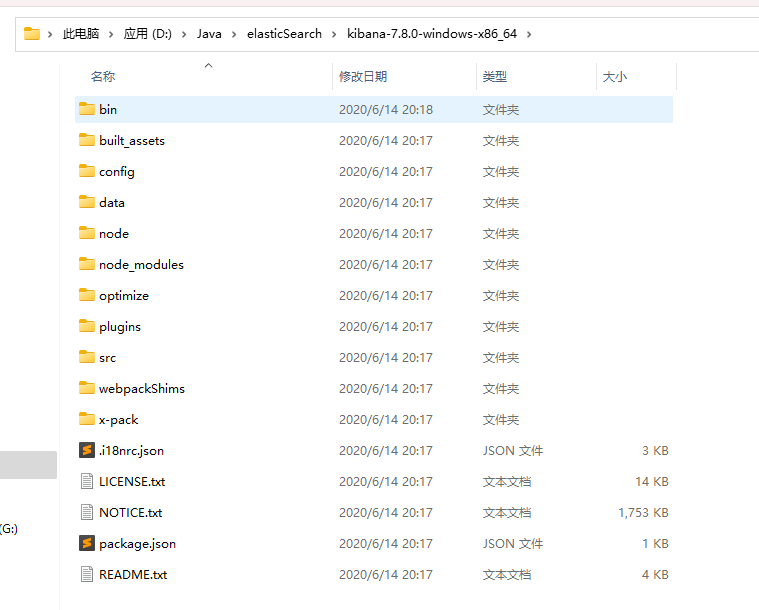 此电脑 › 应用 (D:) › Java › elasticSearch › kibana-7.8.0-windows-x86_64 ›
名称 修改日期 类型 大小
bin 2020/6/14 20:18 文件夹
built_assets 2020/6/14 20:17 文件夹
config 2020/6/14 20:17 文件夹
data 2020/6/14 20:17 文件夹
node 2020/6/14 20:17 文件夹
node_modules 2020/6/14 20:17 文件夹
optimize 2020/6/14 20:17 文件夹
plugins 2020/6/14 20:17 文件夹
src 2020/6/14 20:17 文件夹
webpackShims 2020/6/14 20:17 文件夹
x-pack 2020/6/14 20:17 文件夹
.i18nrc.json 2020/6/14 20:17 JSON 文件 3 KB
LICENSE.txt 2020/6/14 20:17 文本文档 14 KB
NOTICE.txt 2020/6/14 20:17 文本文档 1,753 KB
(G:)
package.json 2020/6/14 20:17 JSON 文件 1 KB
README.txt 2020/6/14 20:17 文本文档 4 KB